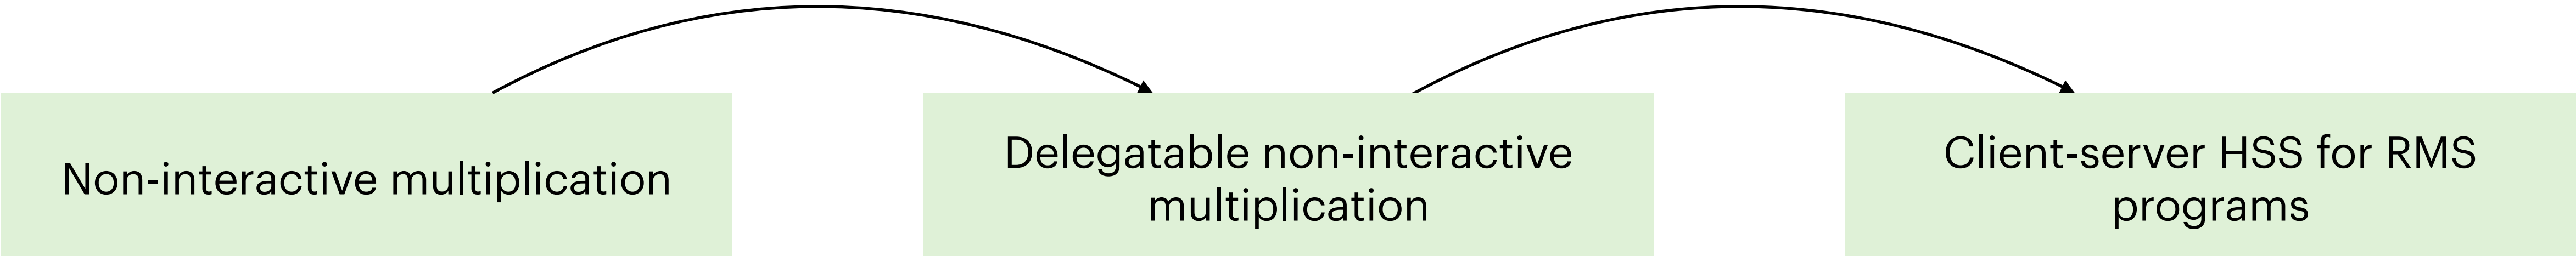 Non-interactive multiplication
Delegatable non-interactive
multiplication
Client-server HSS for RMS
programs